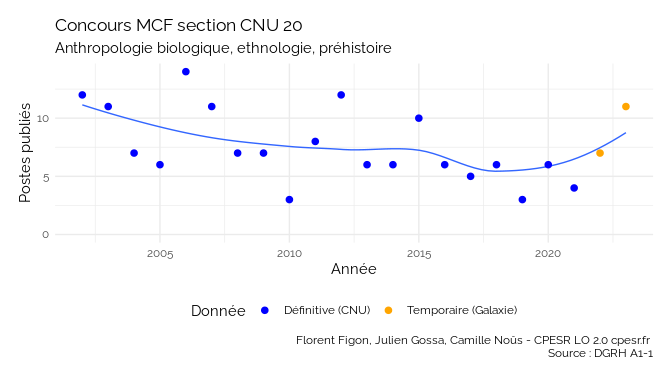 Concours MCF section CNU 20
Anthropologie biologique, ethnologie, préhistoire
Postes publiés
10
5
0
2005 2010 2015 2020
Année
Donnée Définitive (CNU) Temporaire (Galaxie)
Florent Figon, Julien Gossa, Camille Noûs - CPESR LO 2.0 cpesr.fr
Source : DGRH A1-1